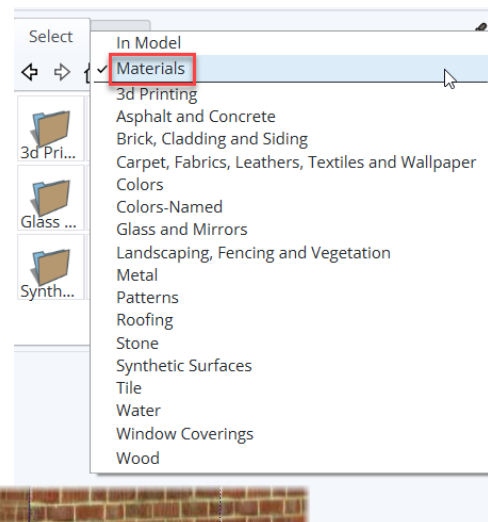 Select
In Model
Materials
3d Printing
Asphalt and Concrete
Brick, Cladding and Siding
Carpet, Fabrics, Leathers, Textiles and Wallpaper
Colors
Colors-Named
Glass and Mirrors
Landscaping, Fencing and Vegetation
Metal
Patterns
Roofing
Stone
Synthetic Surfaces
Tile
Water
Window Coverings
Wood
3d Pri...
Glass ...
Synth...